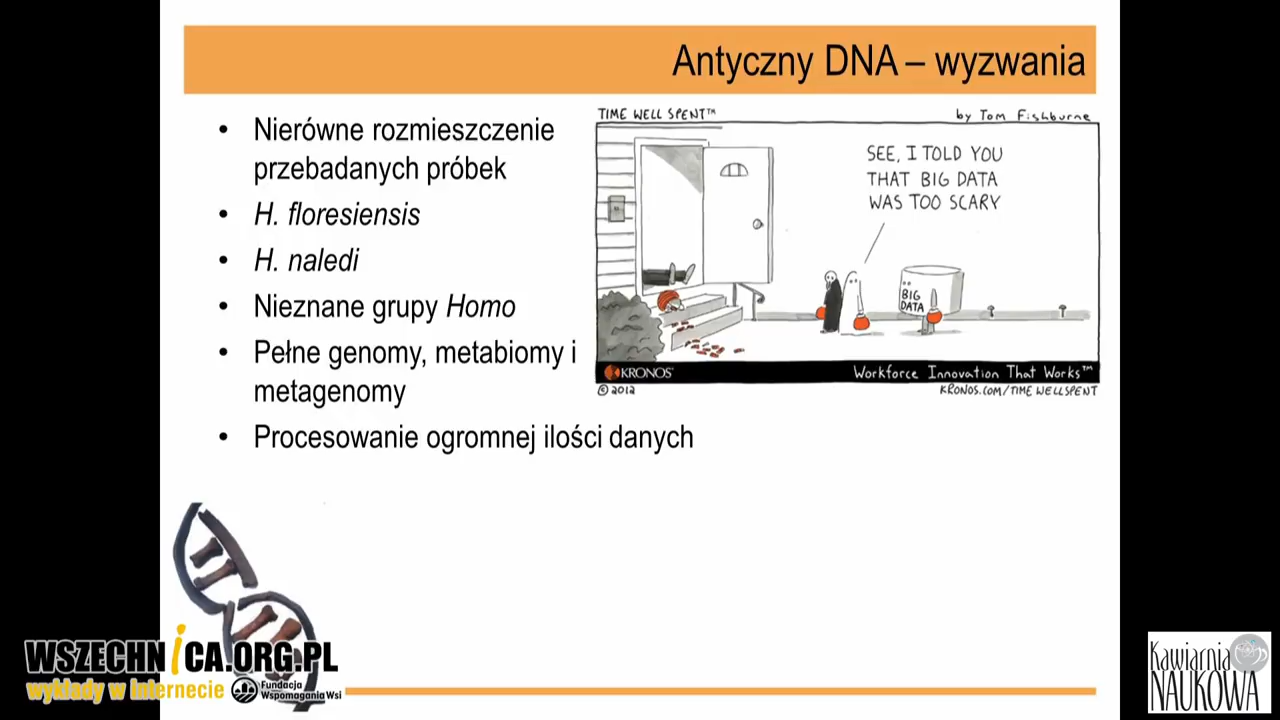 Antyczny DNA – wyzwania
• Nierówne rozmieszczenie
przebadanych próbek
• H. floresiensis
• H. naledi
• Nieznane grupy Homo
• Pełne genomy, metabiomy i
metagenomy
• Procesowanie ogromnej ilości danych
TIME WELL SPENT™
by Tom Fishburne
SEE, I TOLD YOU
THAT BIG DATA
WAS TOO SCARY
BIG
DATA
KRONOS®
Workforce Innovation That Works™
© 2012
KRONOS.COM/TIMEWELLSPENT
WSZECHNiCA.ORG.PL
wykłady w Internecie
Fundacja
Wspomagania Wsi
Kawiarnia
NAUKOWA